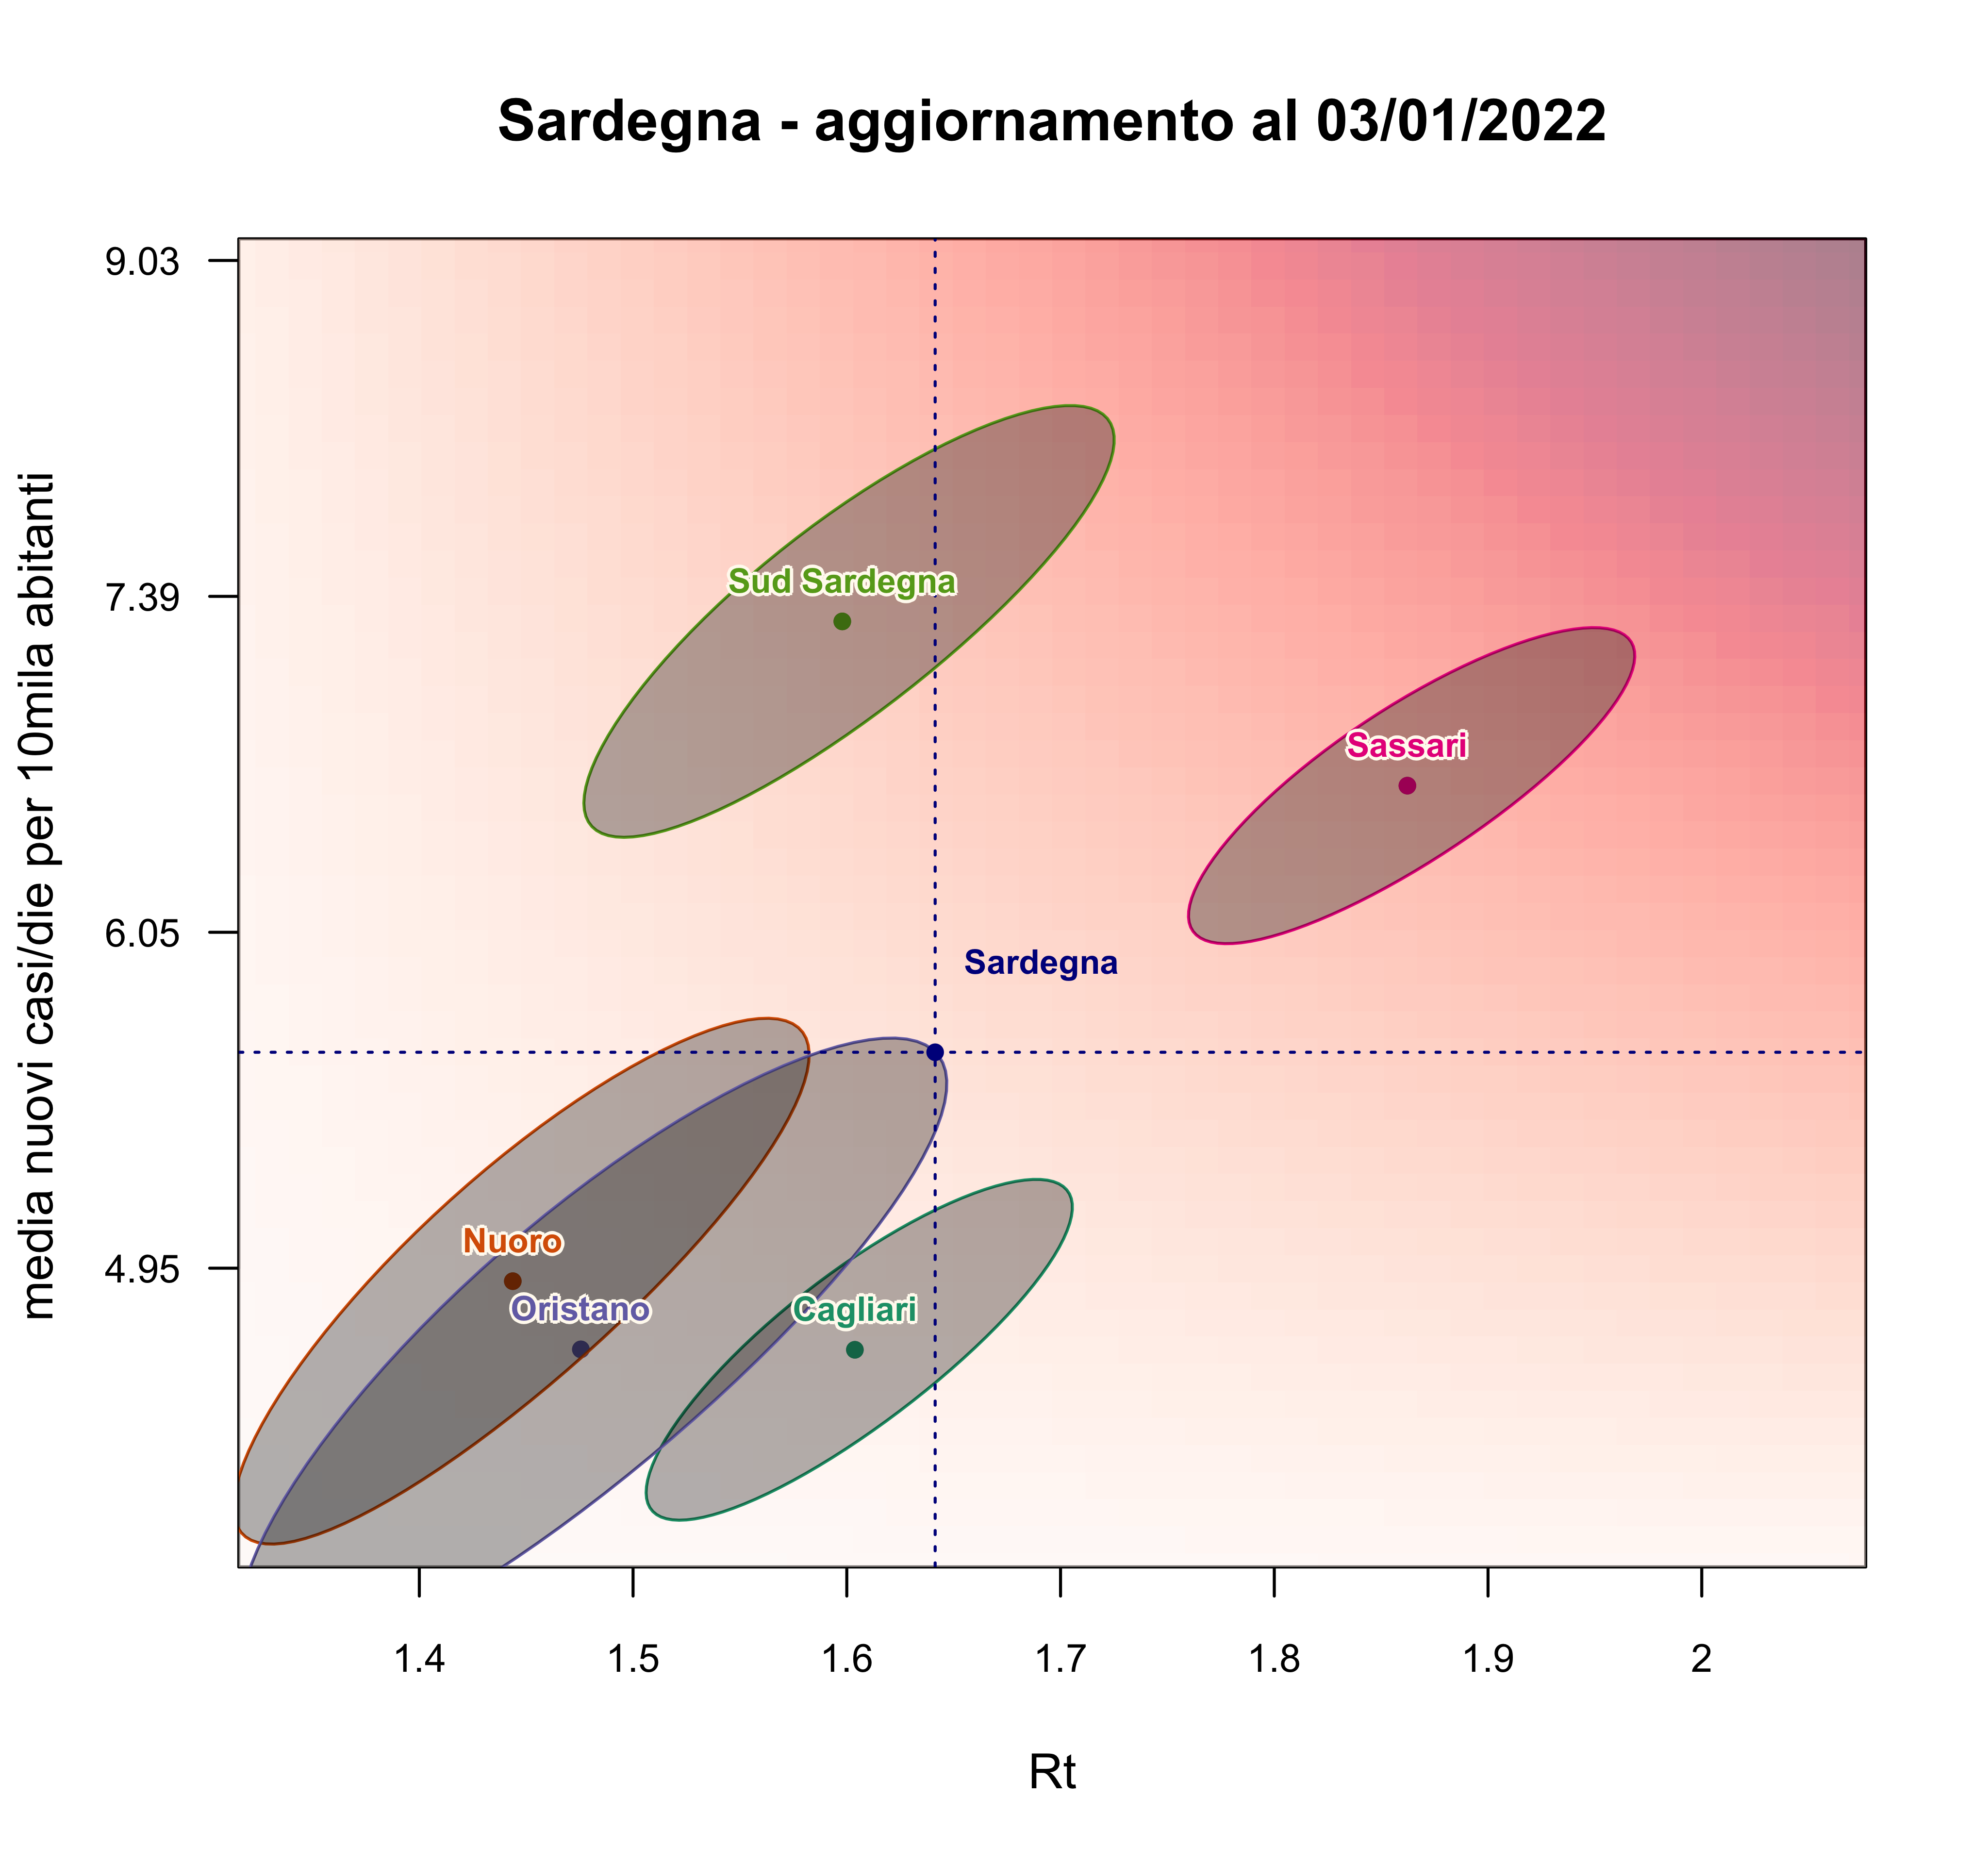 Sardegna - aggiornamento al 03/01/2022
media nuovi casi/die per 10mila abitanti
9.03
7.39
6.05
4.95
Sud Sardegna
Sassari
Sardegna
Nuoro
Oristano
Cagliari
1.4
1.5
1.6
1.7
1.8
1.9
2
Rt